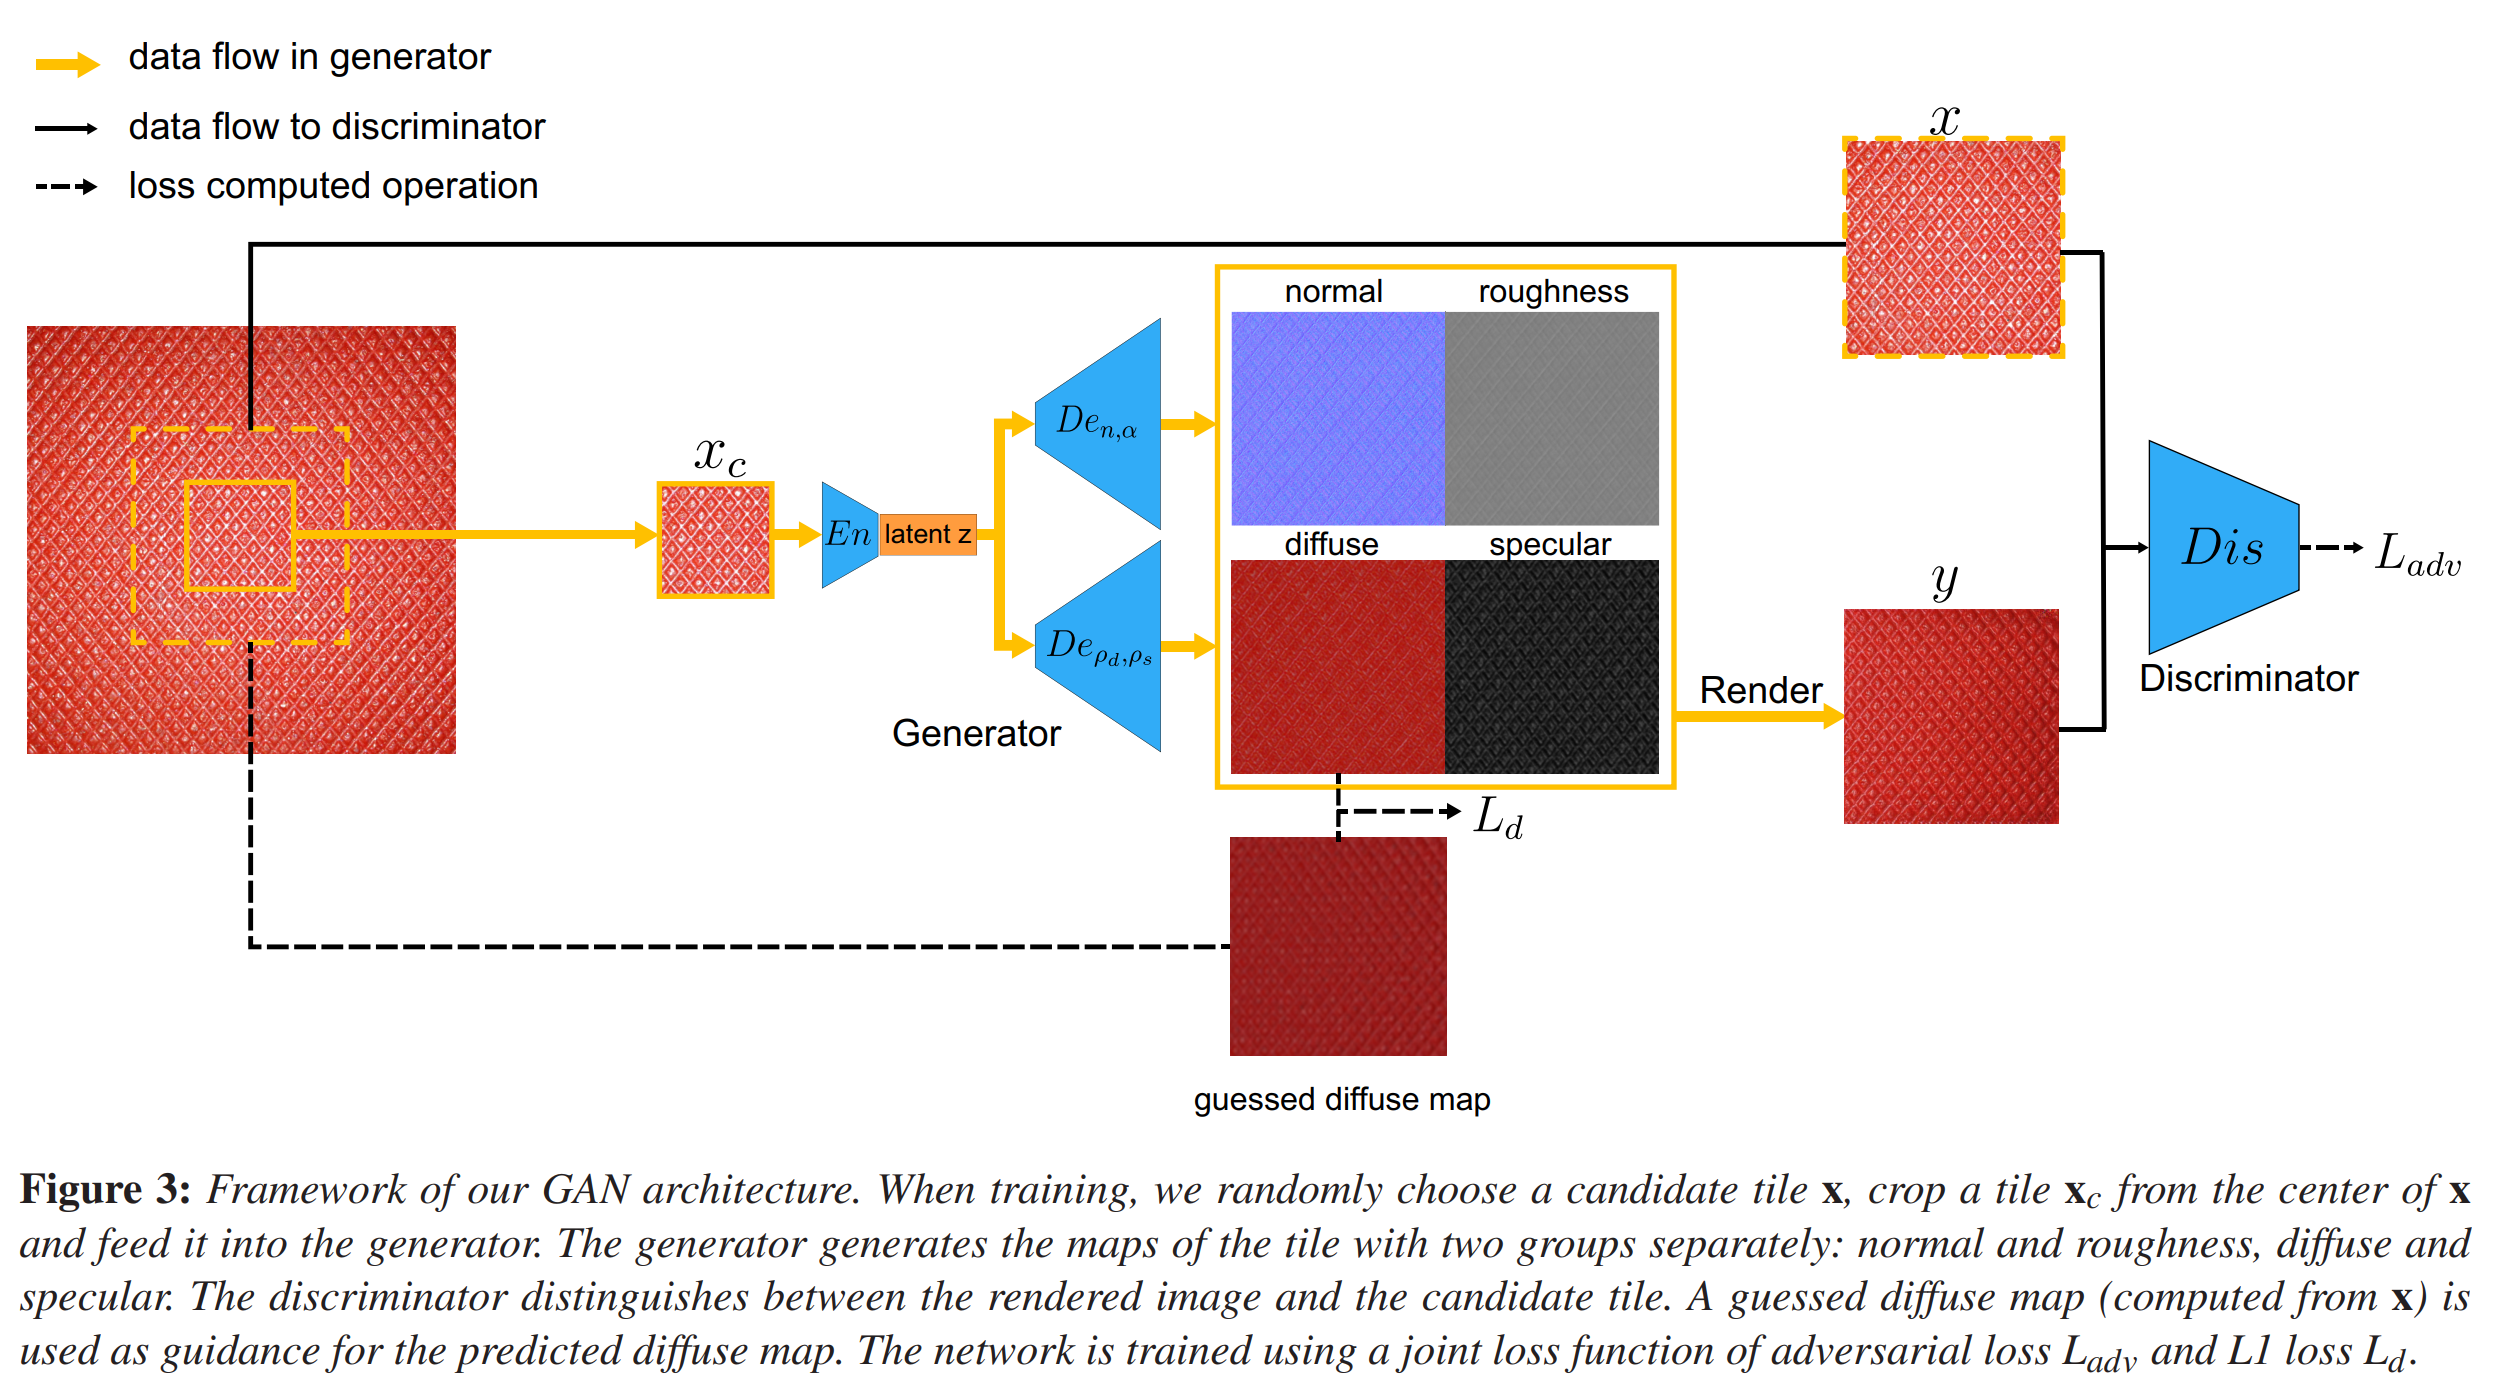 data flow in generator
data flow to discriminator
loss computed operation
x
normal roughness
x_c
De_{n,α}
En latent z
diffuse specular
Dis
L_{adv}
y
De_{ρ_d,ρ_s}
Discriminator
Render
Generator
L_d
guessed diffuse map
Figure 3: Framework of our GAN architecture. When training, we randomly choose a candidate tile x, crop a tile x_c from the center of x
and feed it into the generator. The generator generates the maps of the tile with two groups separately: normal and roughness, diffuse and
specular. The discriminator distinguishes between the rendered image and the candidate tile. A guessed diffuse map (computed from x) is
used as guidance for the predicted diffuse map. The network is trained using a joint loss function of adversarial loss L_{adv} and L1 loss L_d.